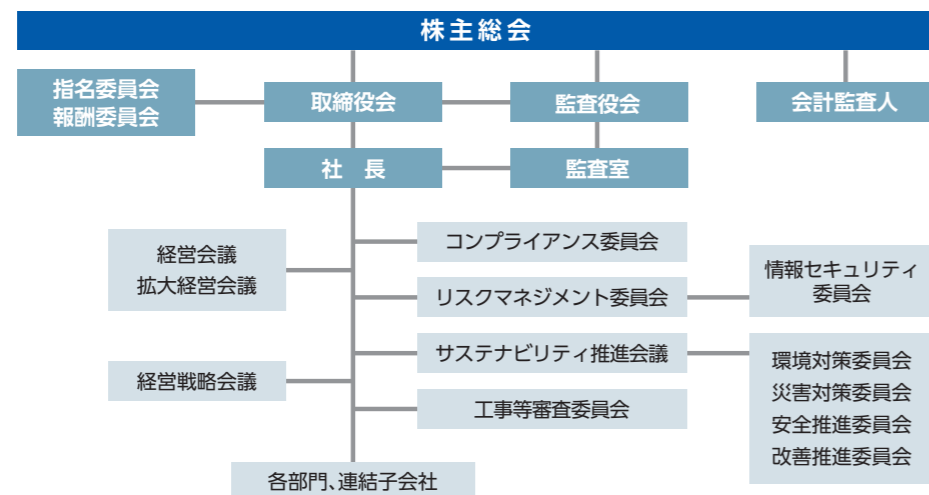 株主総会
指名委員会
報酬委員会
取締役会
監査役会
会計監査人
社　長
監査室
経営会議
拡大経営会議
コンプライアンス委員会
リスクマネジメント委員会
情報セキュリティ
委員会
サステナビリティ推進会議
環境対策委員会
災害対策委員会
安全推進委員会
改善推進委員会
経営戦略会議
工事等審査委員会
各部門、連結子会社